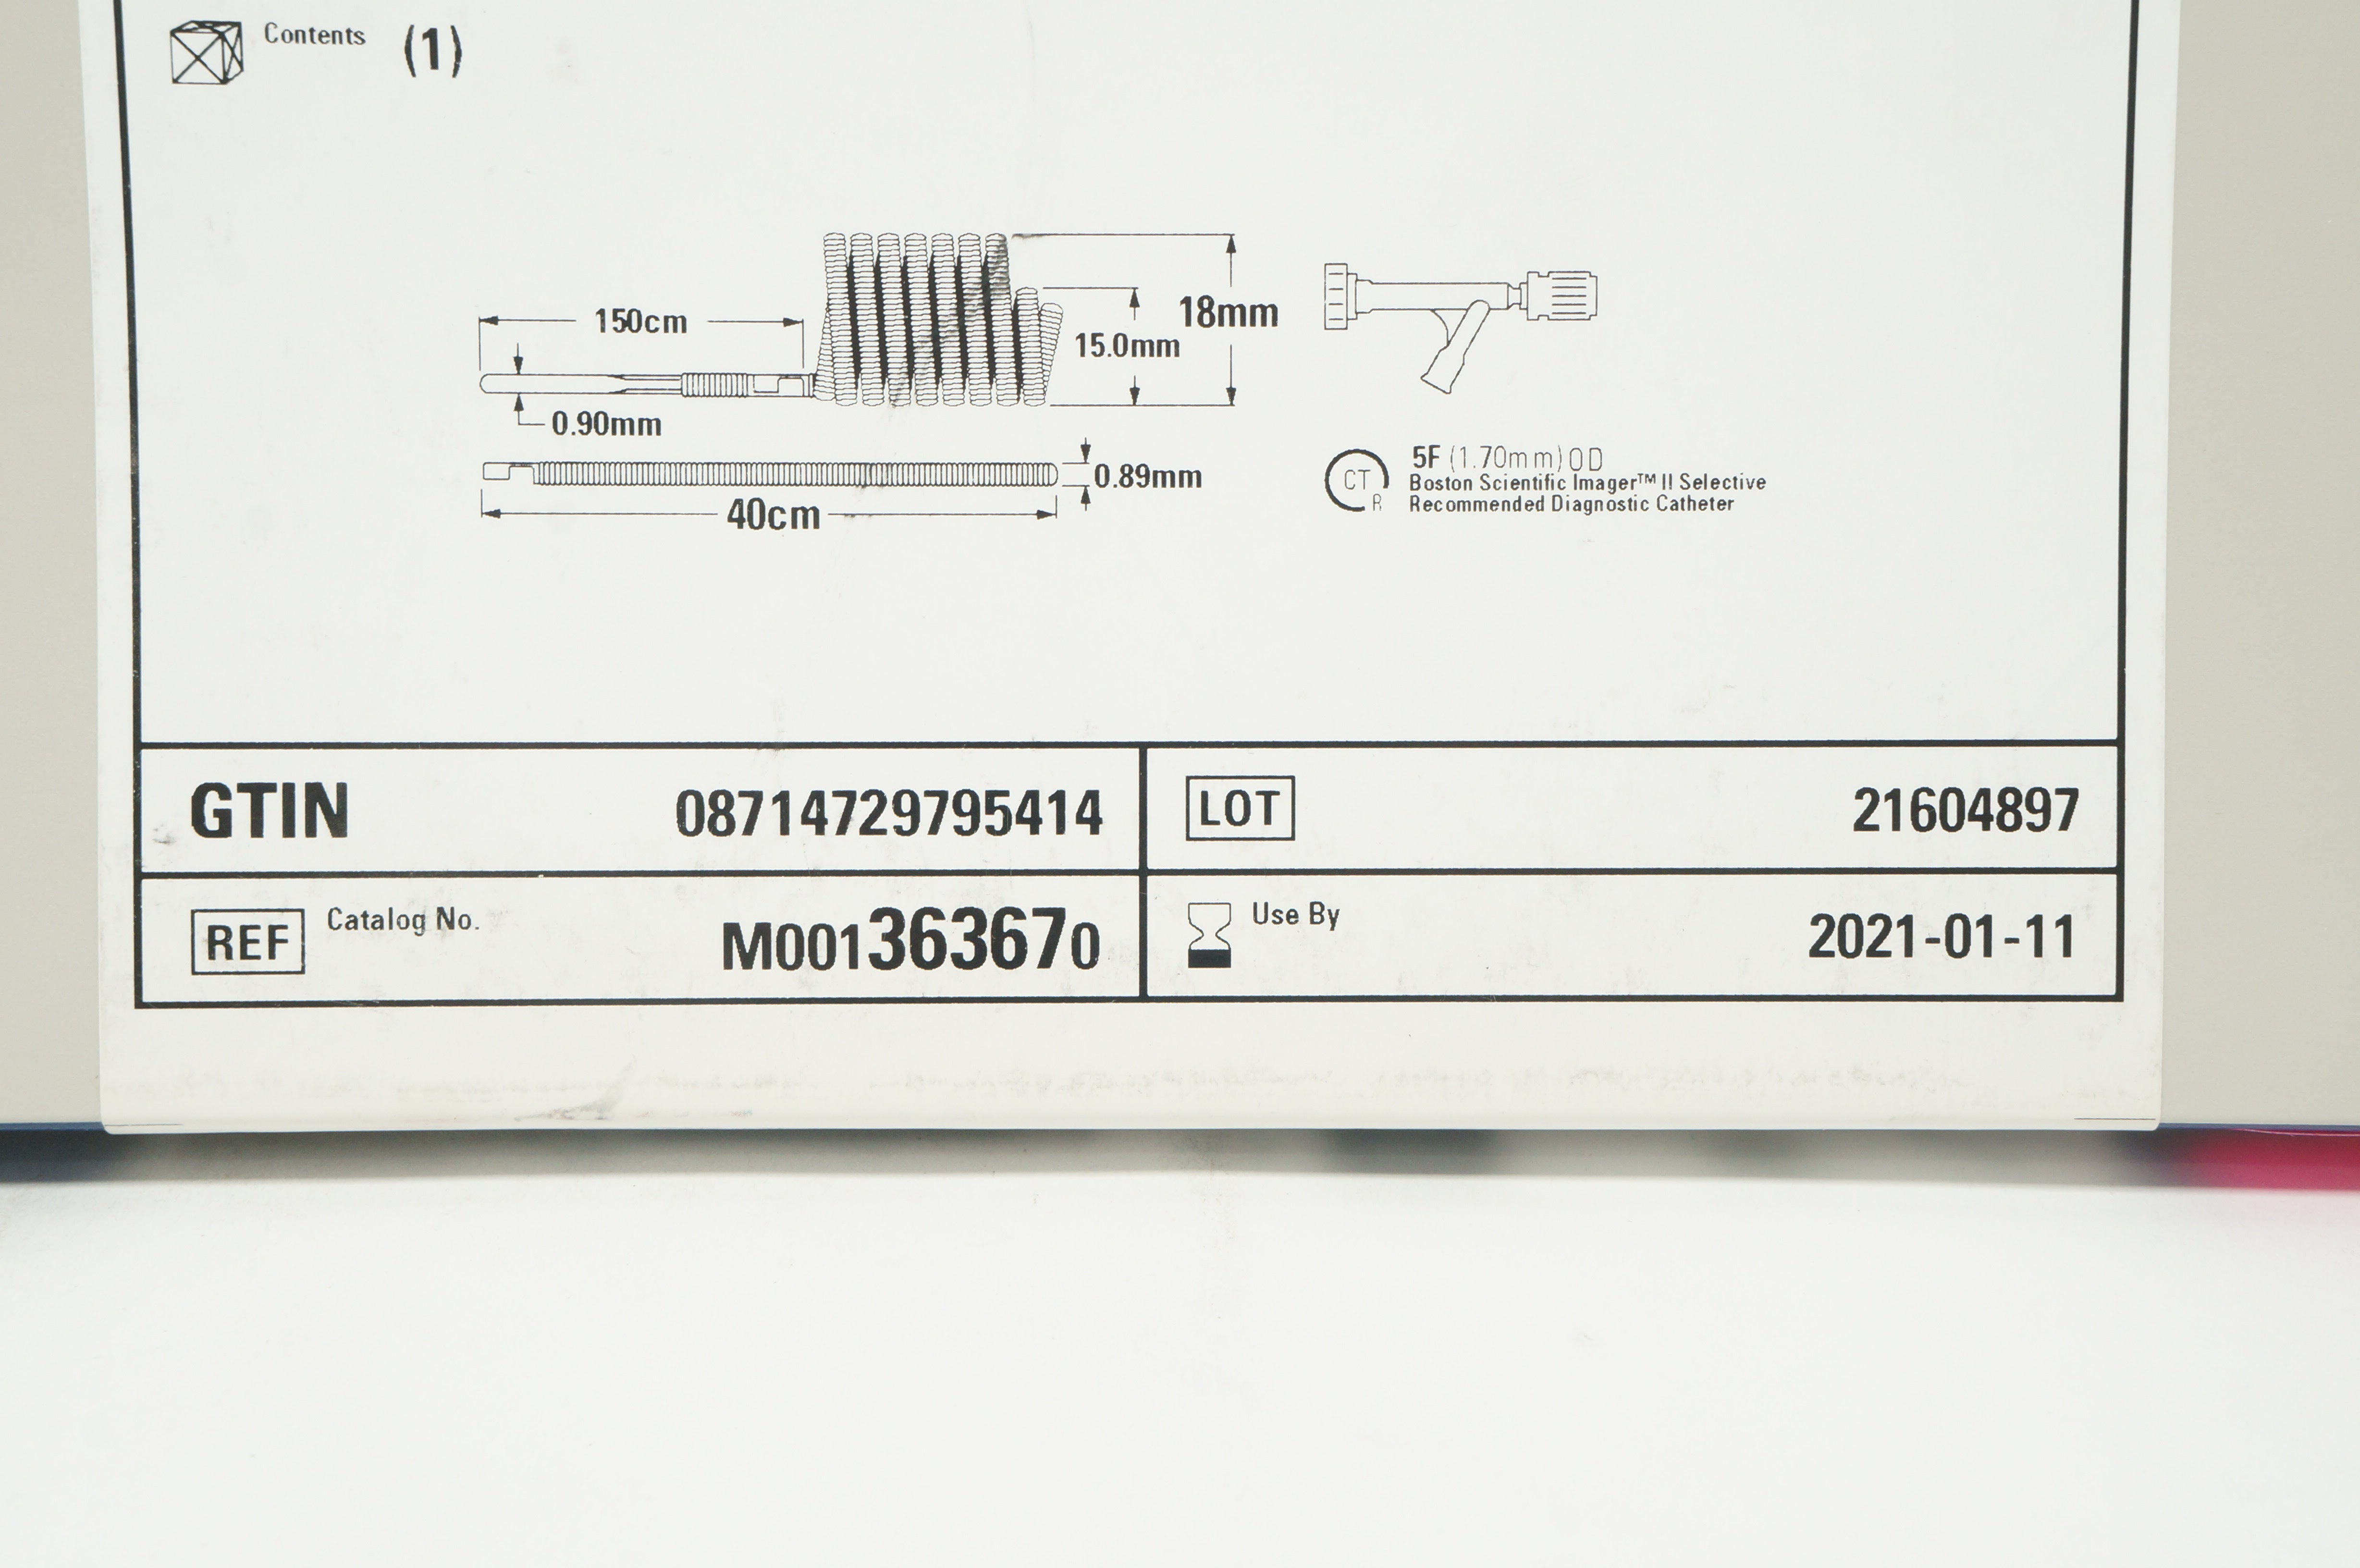 Contents (1)
150cm
18mm
15.0mm
0.90mm
0.89mm
40cm
CT
R
5F (1.70mm) OD
Boston Scientific Imager™ II Selective
Recommended Diagnostic Catheter
GTIN 08714729795414
LOT 21604897
REF Catalog No. M001363670
Use By 2021-01-11